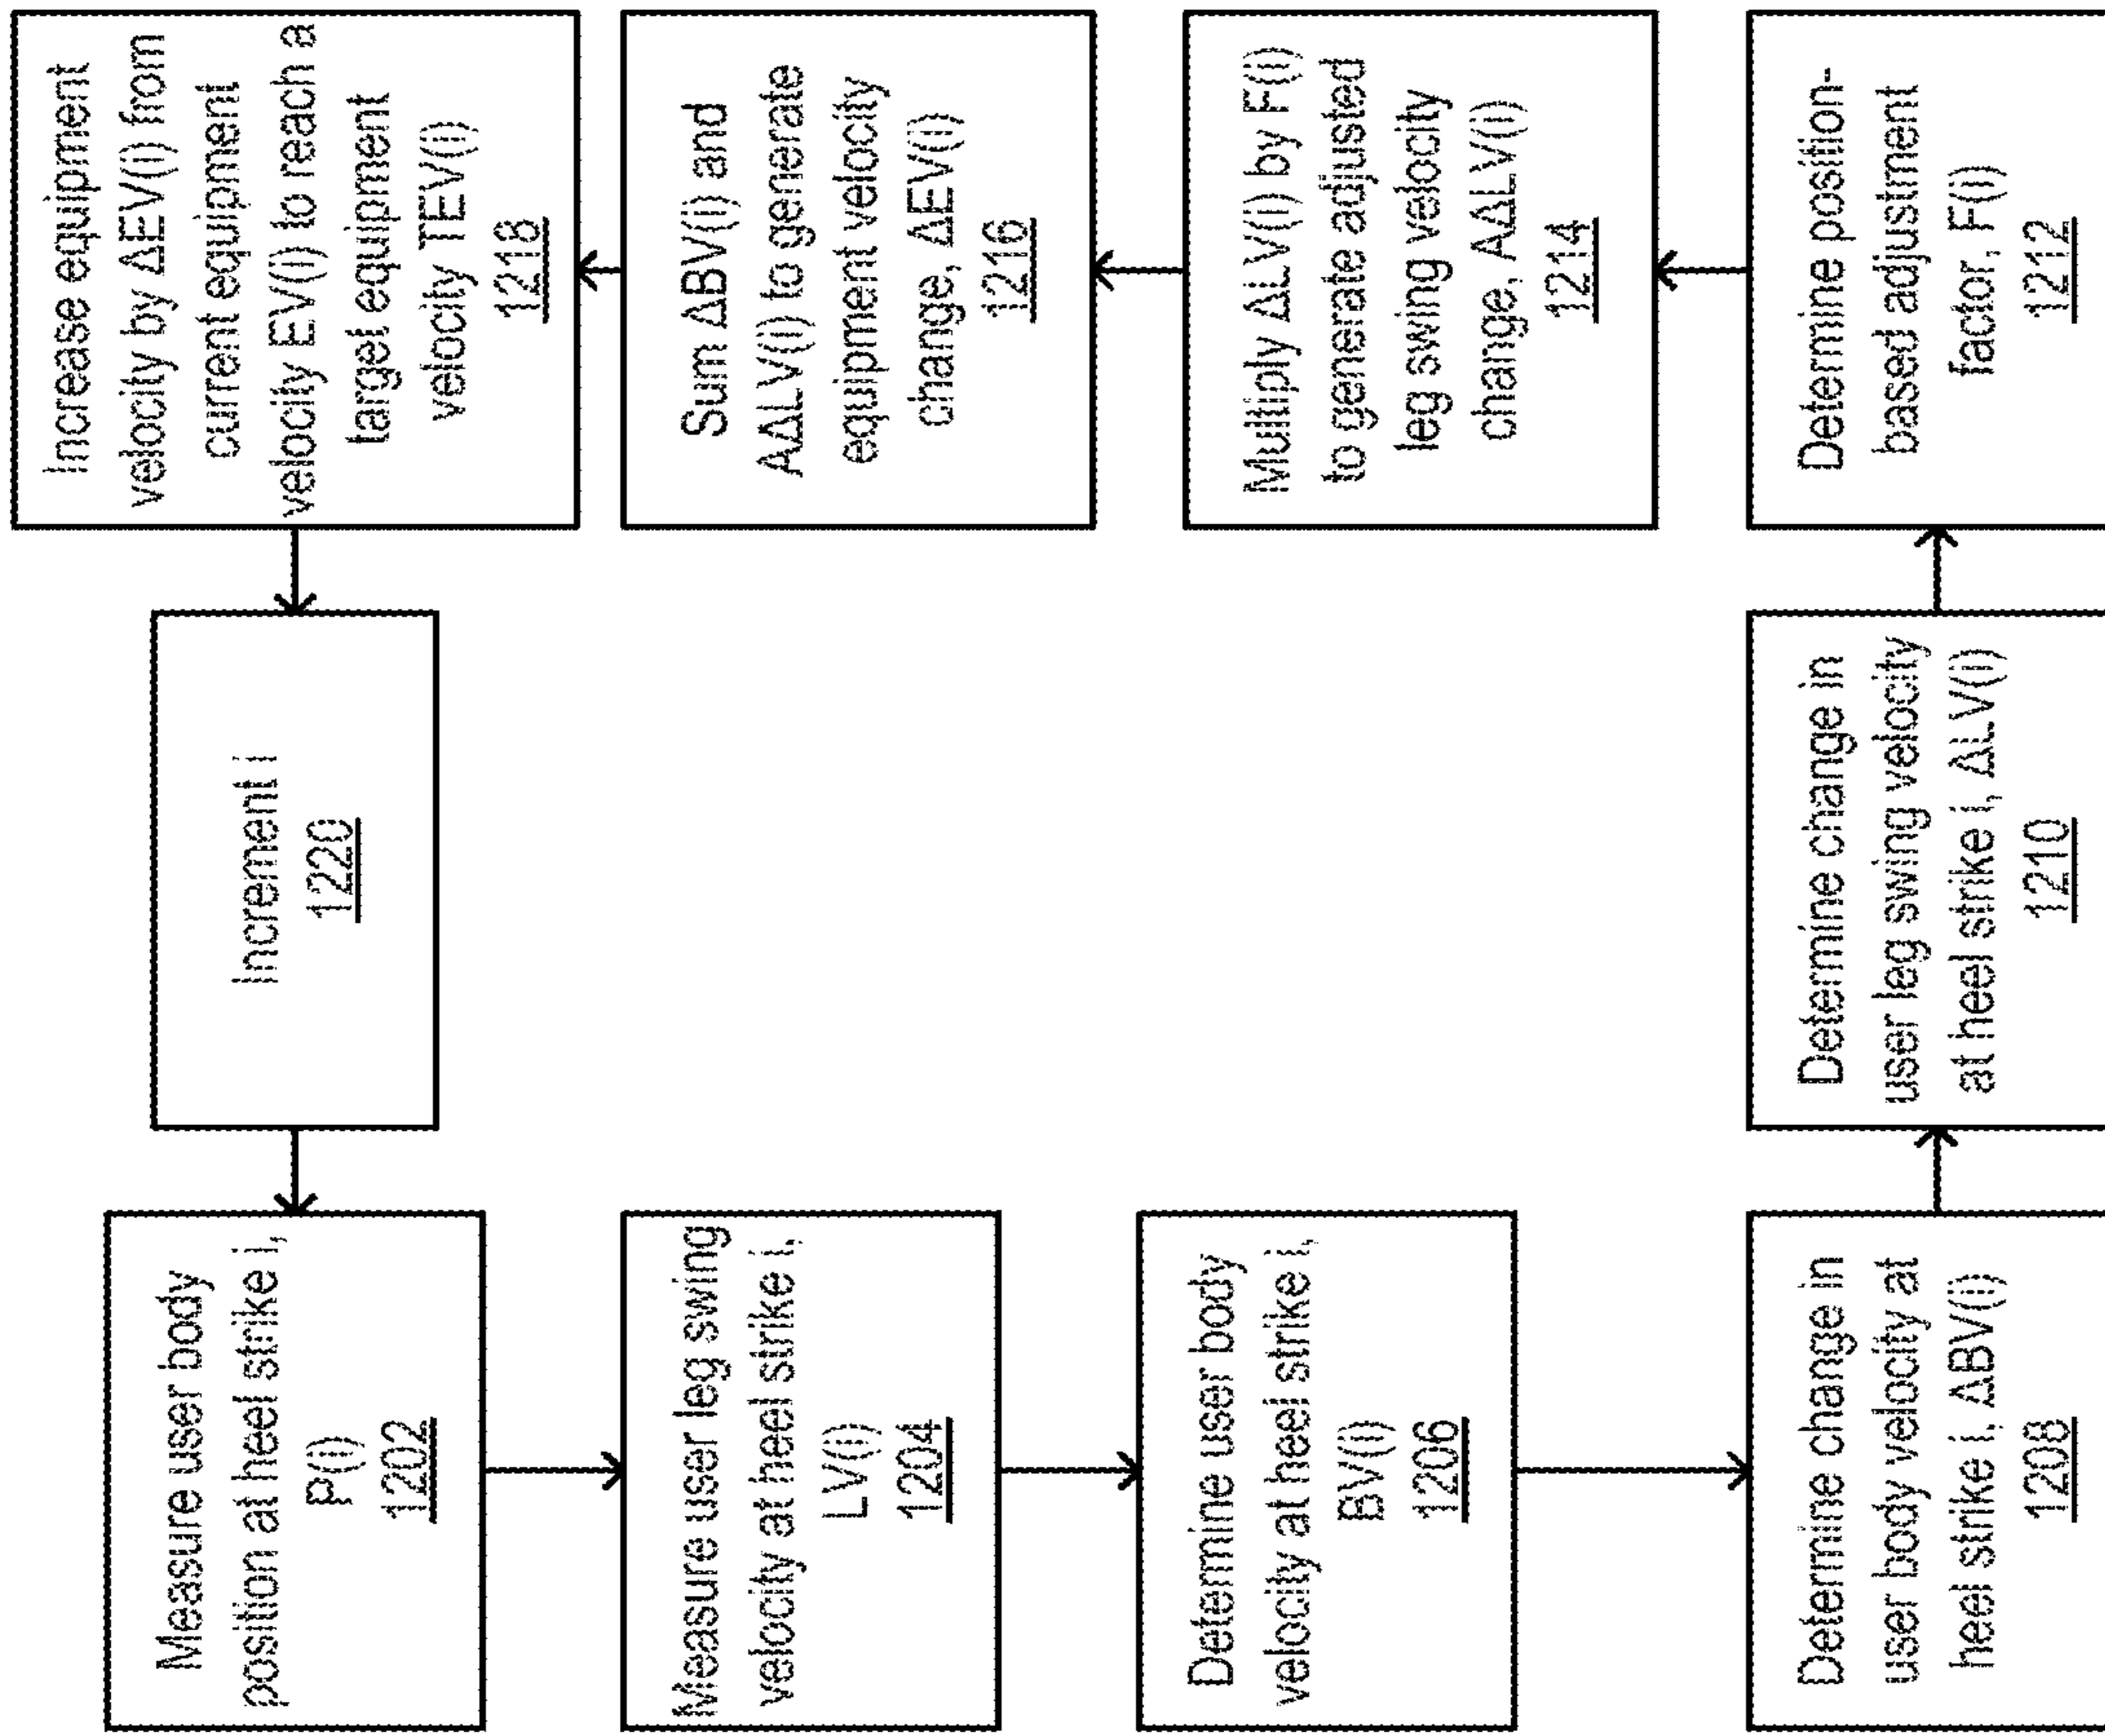 Measure user body
position at heel strike i,
P(i)
1202
Measure user leg swing
velocity at heel strike i,
LV(i)
1204
Determine user body
velocity at heel strike i,
BV(i)
1206
Determine change in
user body velocity at
heel strike i, ΔBV(i)
1208
Determine change in
user leg swing velocity
at heel strike i, ΔLV(i)
1210
Determine position-
based adjustment
factor, F(i)
1212
Multiply ΔLV(i) by F(i)
to generate adjusted
leg swing velocity
change, AΔLV(i)
1214
Sum ΔBV(i) and
AΔLV(i) to generate
equipment velocity
change, ΔEV(i)
1216
Increase equipment
velocity by ΔEV(i) from
current equipment
velocity EV(i) to reach a
target equipment
velocity TEV(i)
1218
Increment i
1220